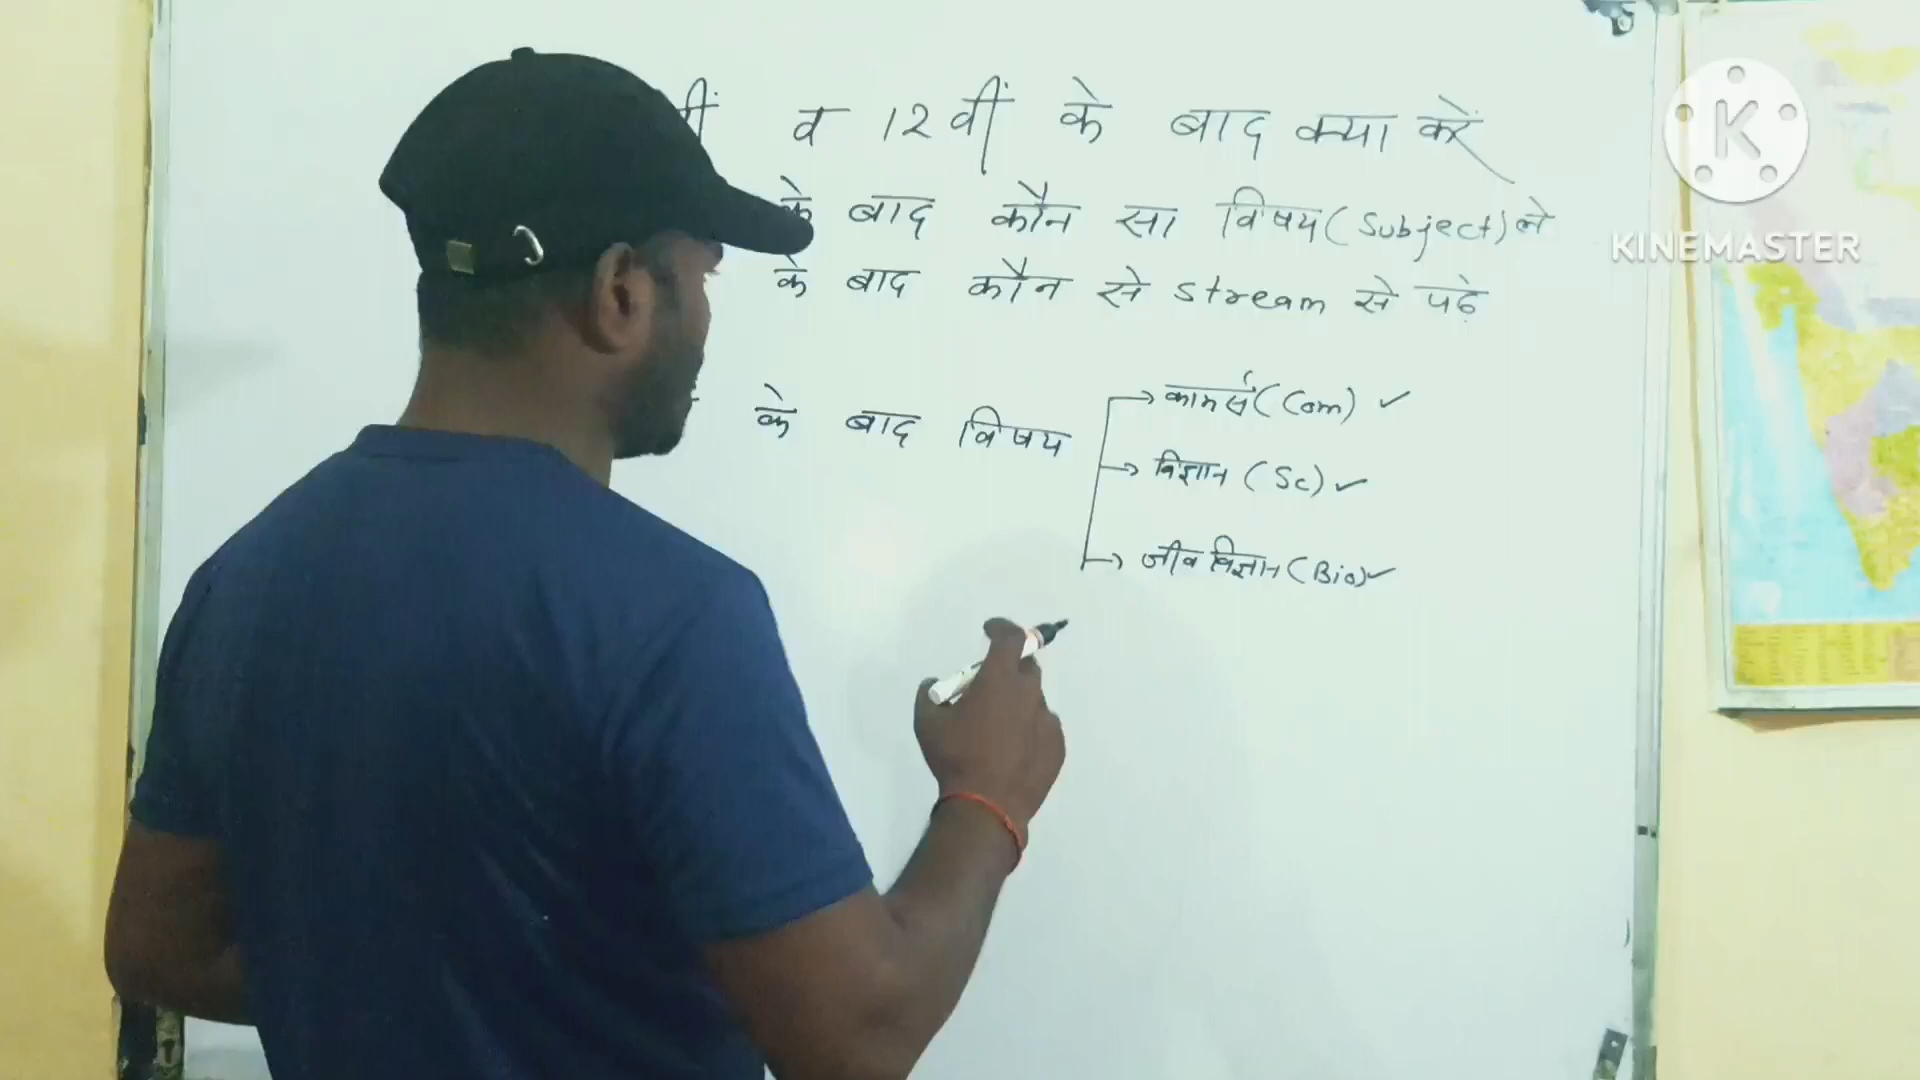 व 12वीं के बाद क्या करें
के बाद कौन सा विषय (Subject) ले
के बाद कौन से stream से पढ़े
के बाद विषय
→ कामर्स (Com) ✓
→ विज्ञान (Sc) ✓
→ जीव विज्ञान (Bio) ✓
K
KINEMASTER